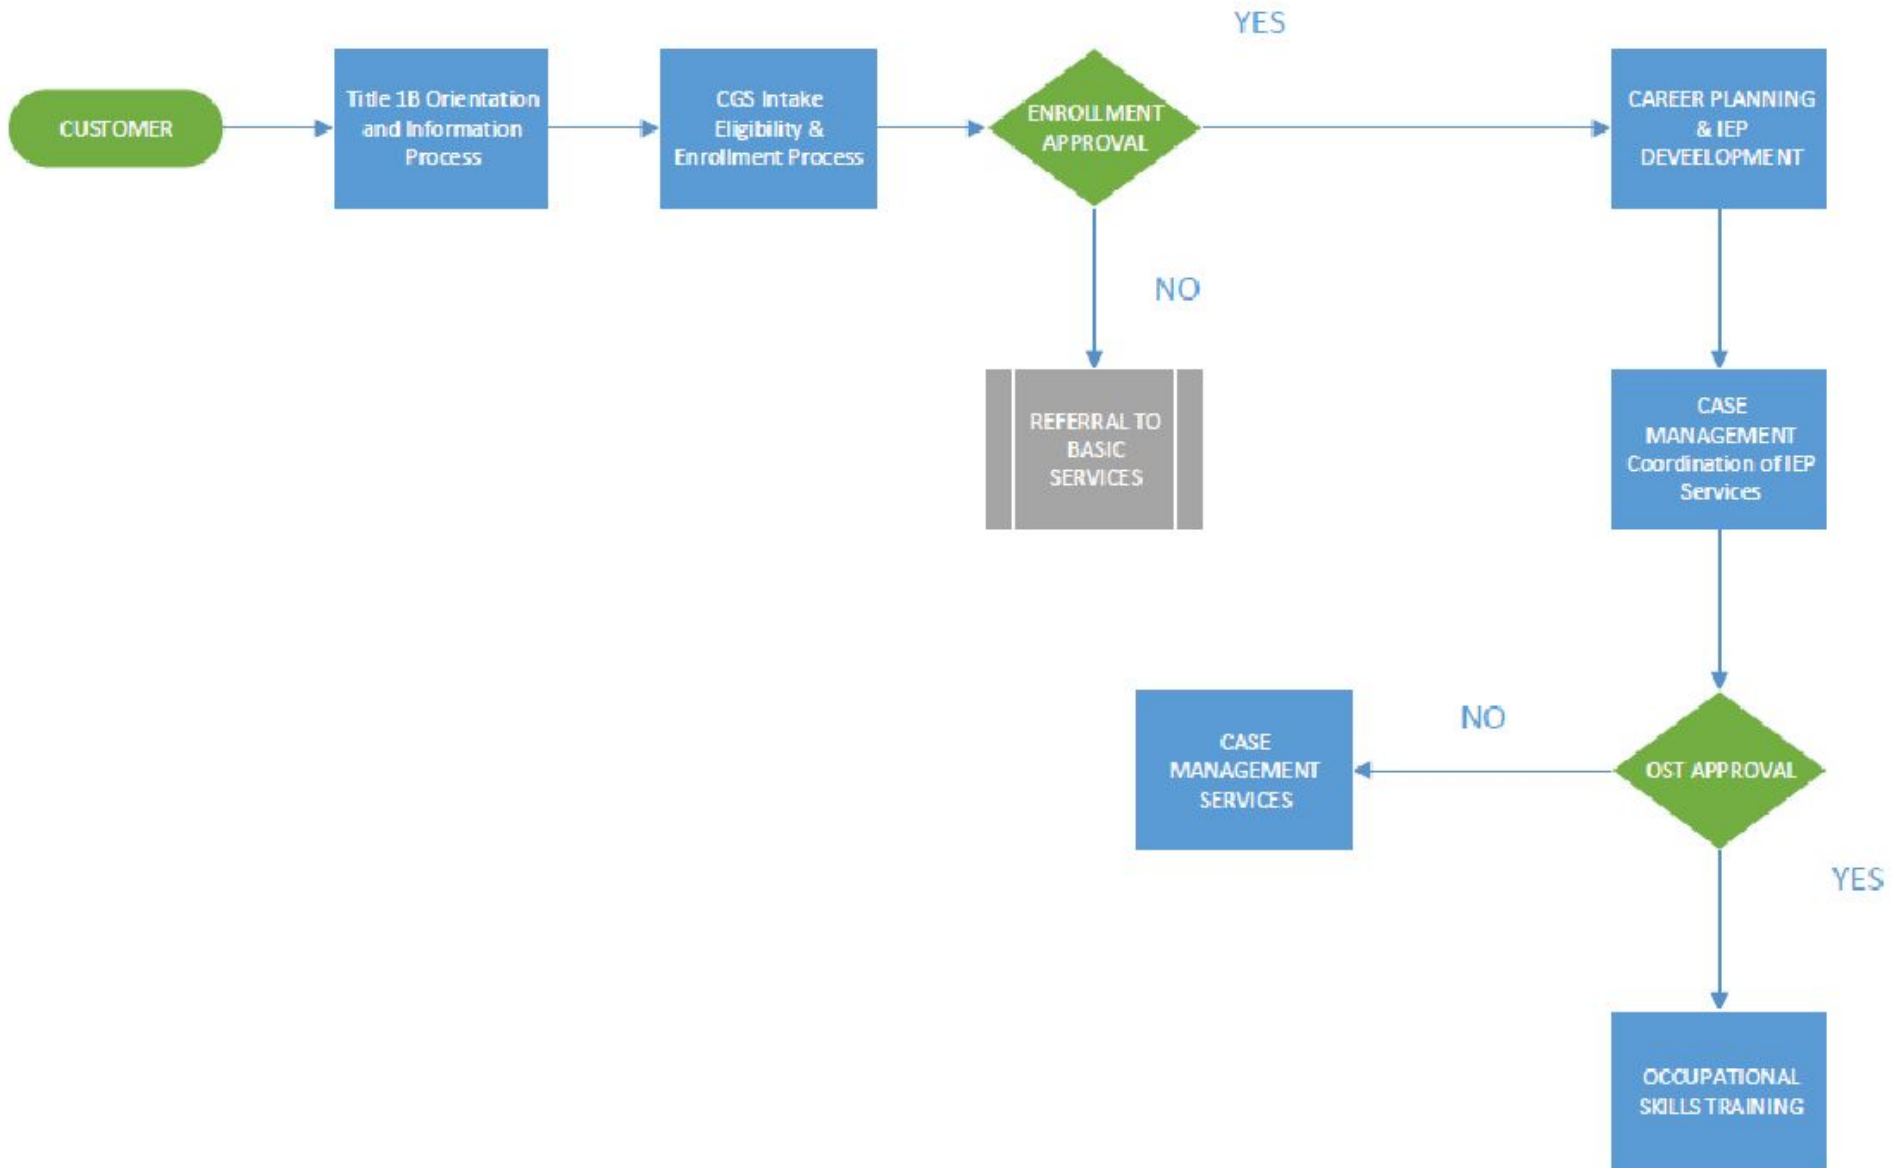 YES
CUSTOMER
Title 1B Orientation
and Information
Process
CGS Intake
Eligibility &
Enrollment Process
ENROLLMENT
APPROVAL
CAREER PLANNING
& IEP
DEVEELOPMENT
NO
REFERRAL TO
BASIC
SERVICES
CASE
MANAGEMENT
Coordination of IEP
Services
CASE
MANAGEMENT
SERVICES
NO
OST APPROVAL
YES
OCCUPATIONAL
SKILLS TRAINING